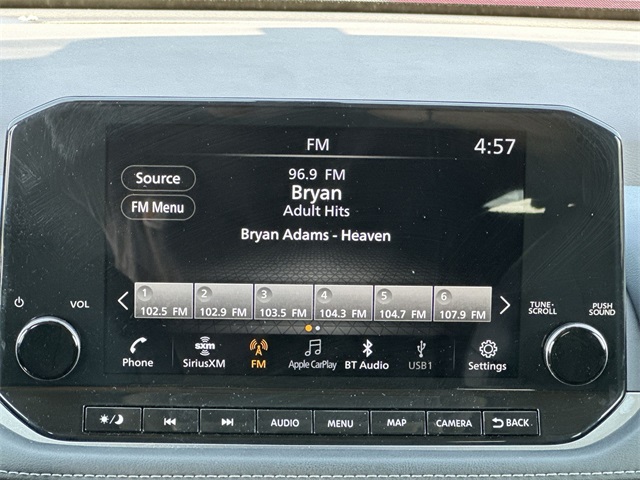 FM
4:57
Source
96.9 FM
Bryan
FM Menu
Adult Hits
Bryan Adams - Heaven
1 2 3 4 5 6
102.5 FM 102.9 FM 103.5 FM 104.3 FM 104.7 FM 107.9 FM
VOL
TUNE·SCROLL
PUSH SOUND
sxm
Phone SiriusXM FM Apple CarPlay BT Audio USB1 Settings
AUDIO MENU MAP CAMERA BACK